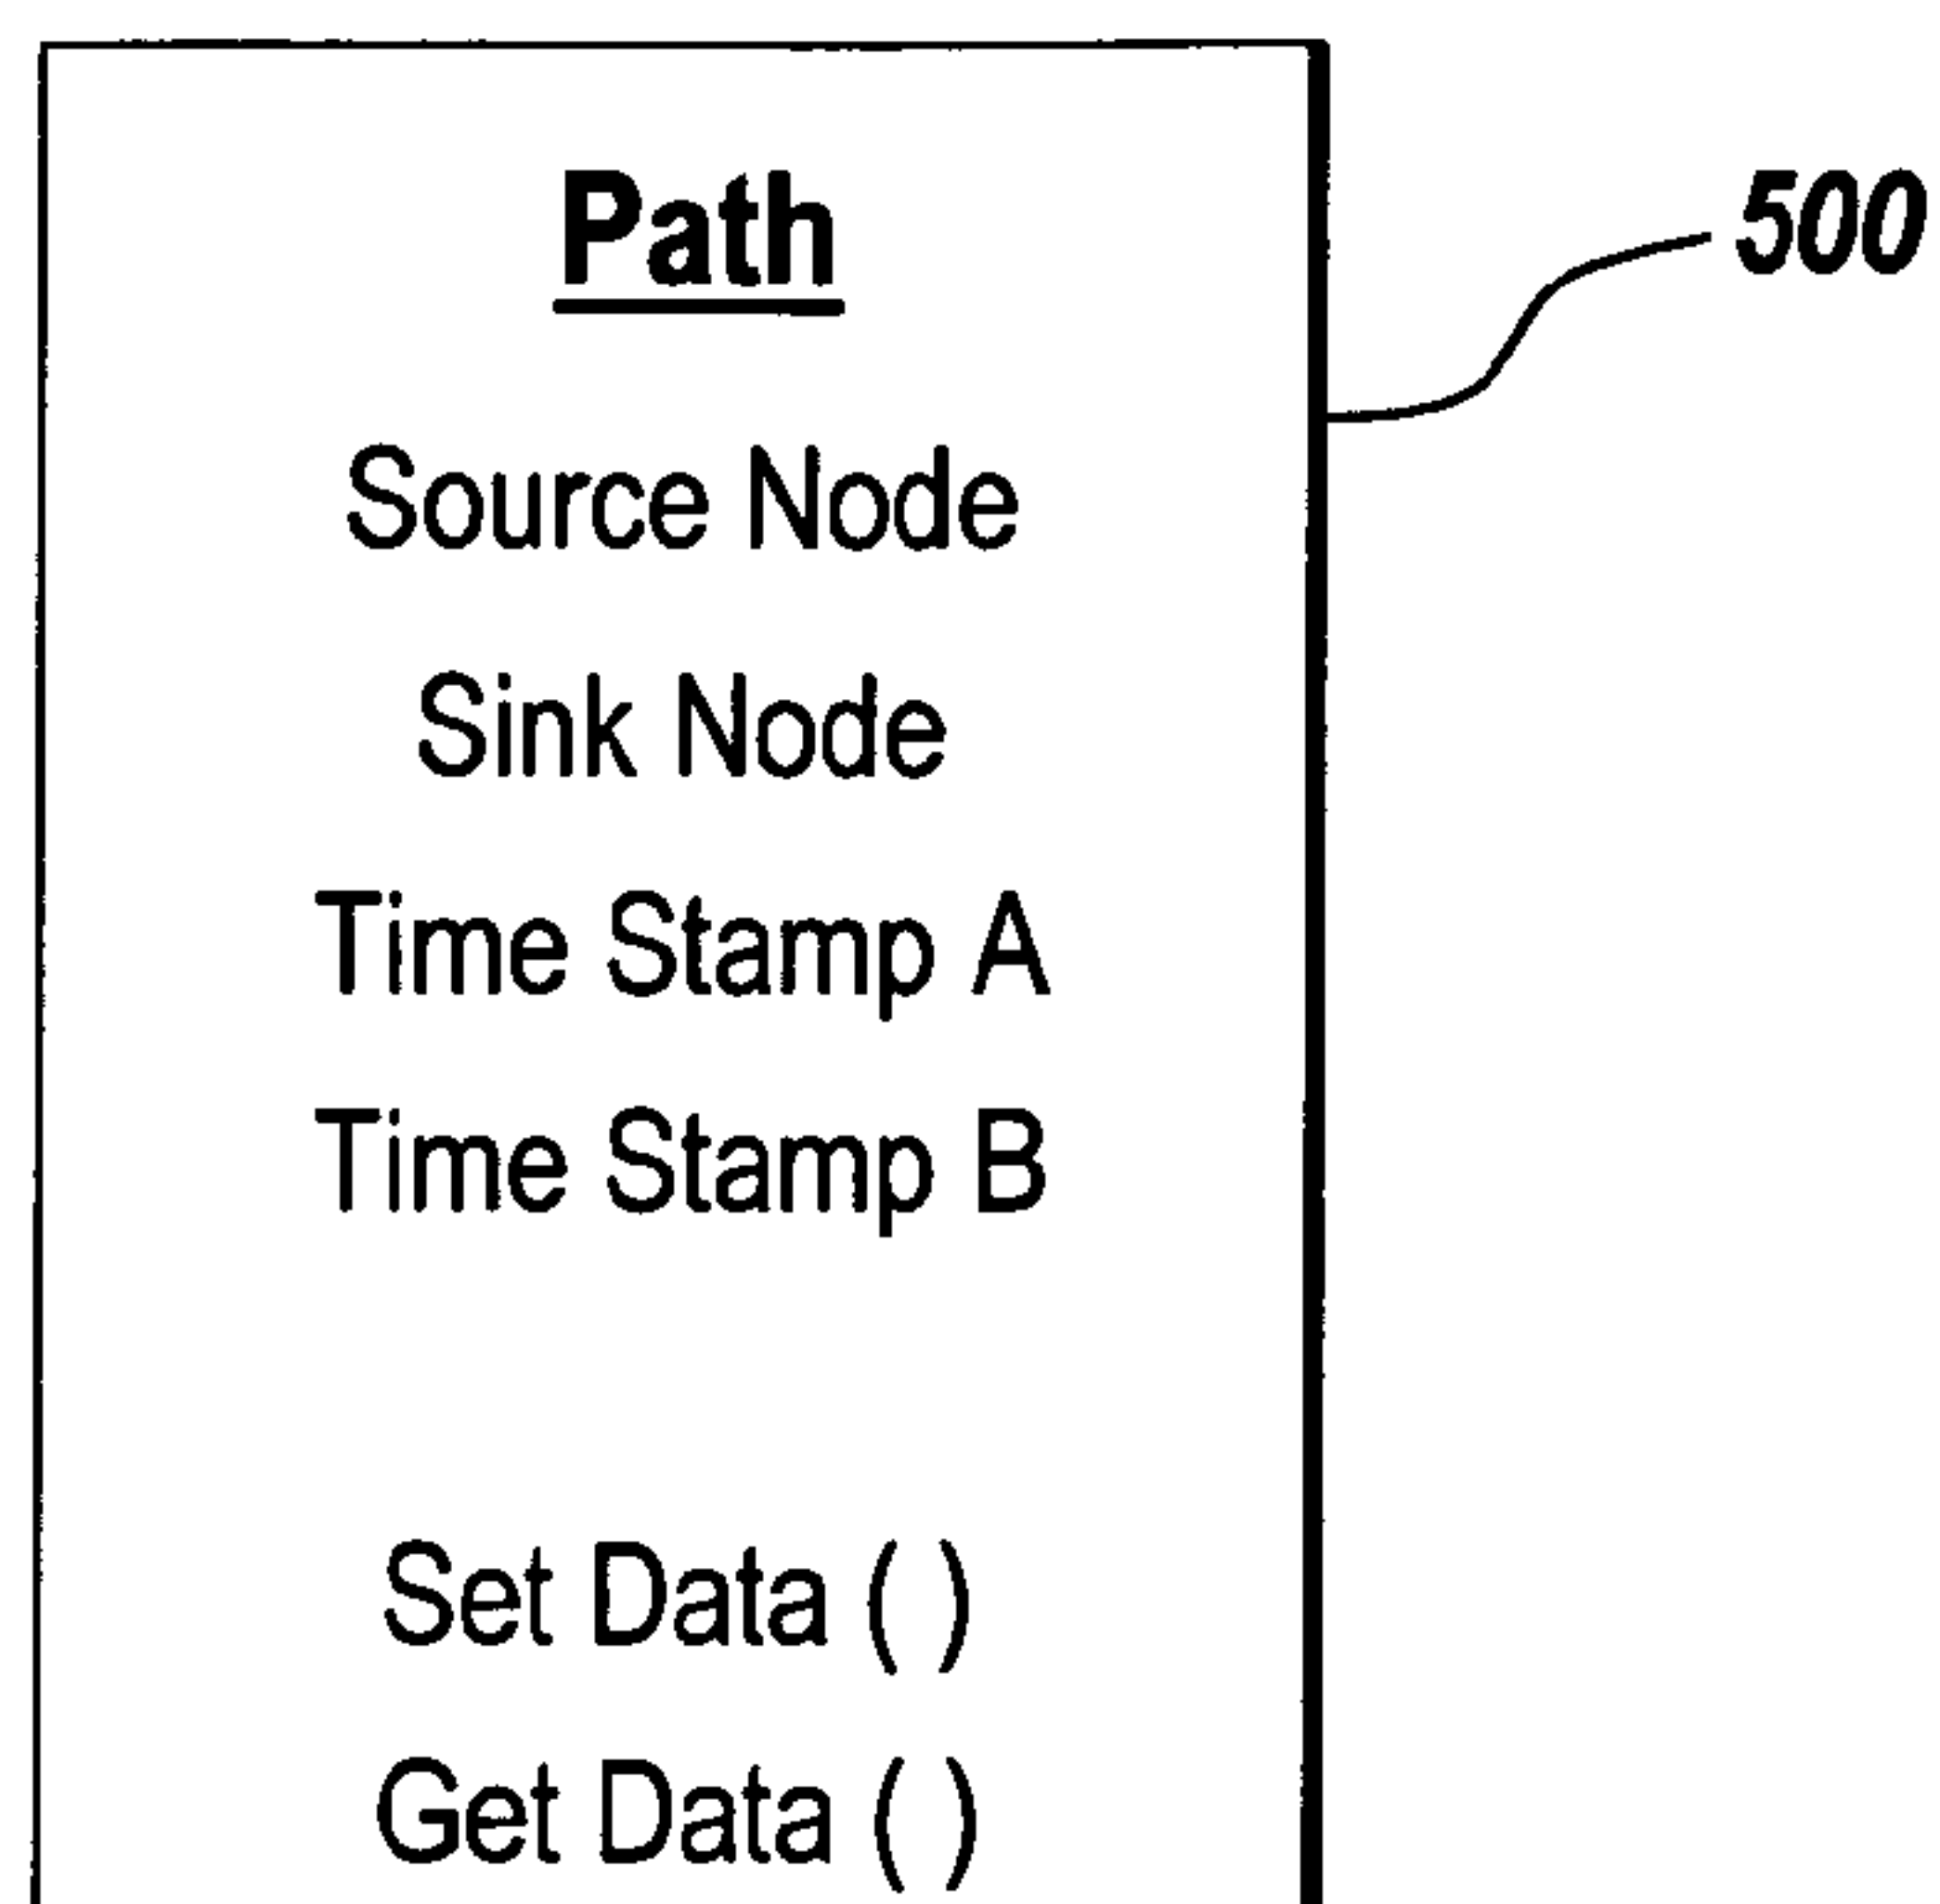 Path
500
Source Node
Sink Node
Time Stamp A
Time Stamp B
Set Data ( )
Get Data ( )